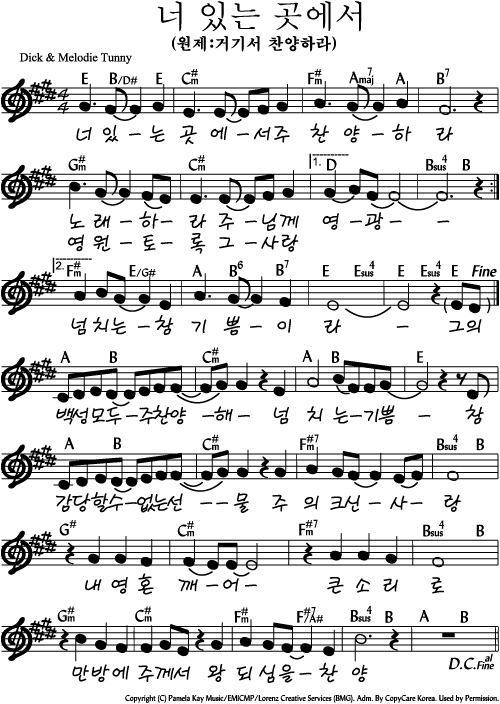 너 있는 곳에서
(원제:거기서 찬양하라)
Dick & Melodie Tunny
E B/D# E C#m F#m Amaj A B7
4 4
너 있 - 는 곳 에 - 서 주 찬 양 - 하 라
G#m C#m 1. D Bsus4 B
노 래 - 하 - 라 주 - 님께 영 - 광 - -
영 원 - 토 - 록 그 - 사랑
2. F#m E/G# A B6 B7 E Esus4 E Esus4 E Fine
넘치는 - 참 기 쁨 - 이 라 - 그의
A B C#m A B E
백성모두 - 주찬양 - 해 - 넘 치 는 - 기쁨 - 참
A B C#m F#m7 Bsus4 B
감당할수 - 없는선 - - 물 주 의 크신 - 사 - 랑
G# C#m F#m7 Bsus4 B
내 영 혼 깨 - 어 - 큰 소 리 로
G#m C#m F#m F#7/A# Bsus4 B A B
만방에 주께서 왕 되심을 - 찬 양
D.C. al Fine
Copyright (C) Pamela Kay Music/EMICMP/Lorenz Creative Services (BMG). Adm. By CopyCare Korea. Used by Permission.